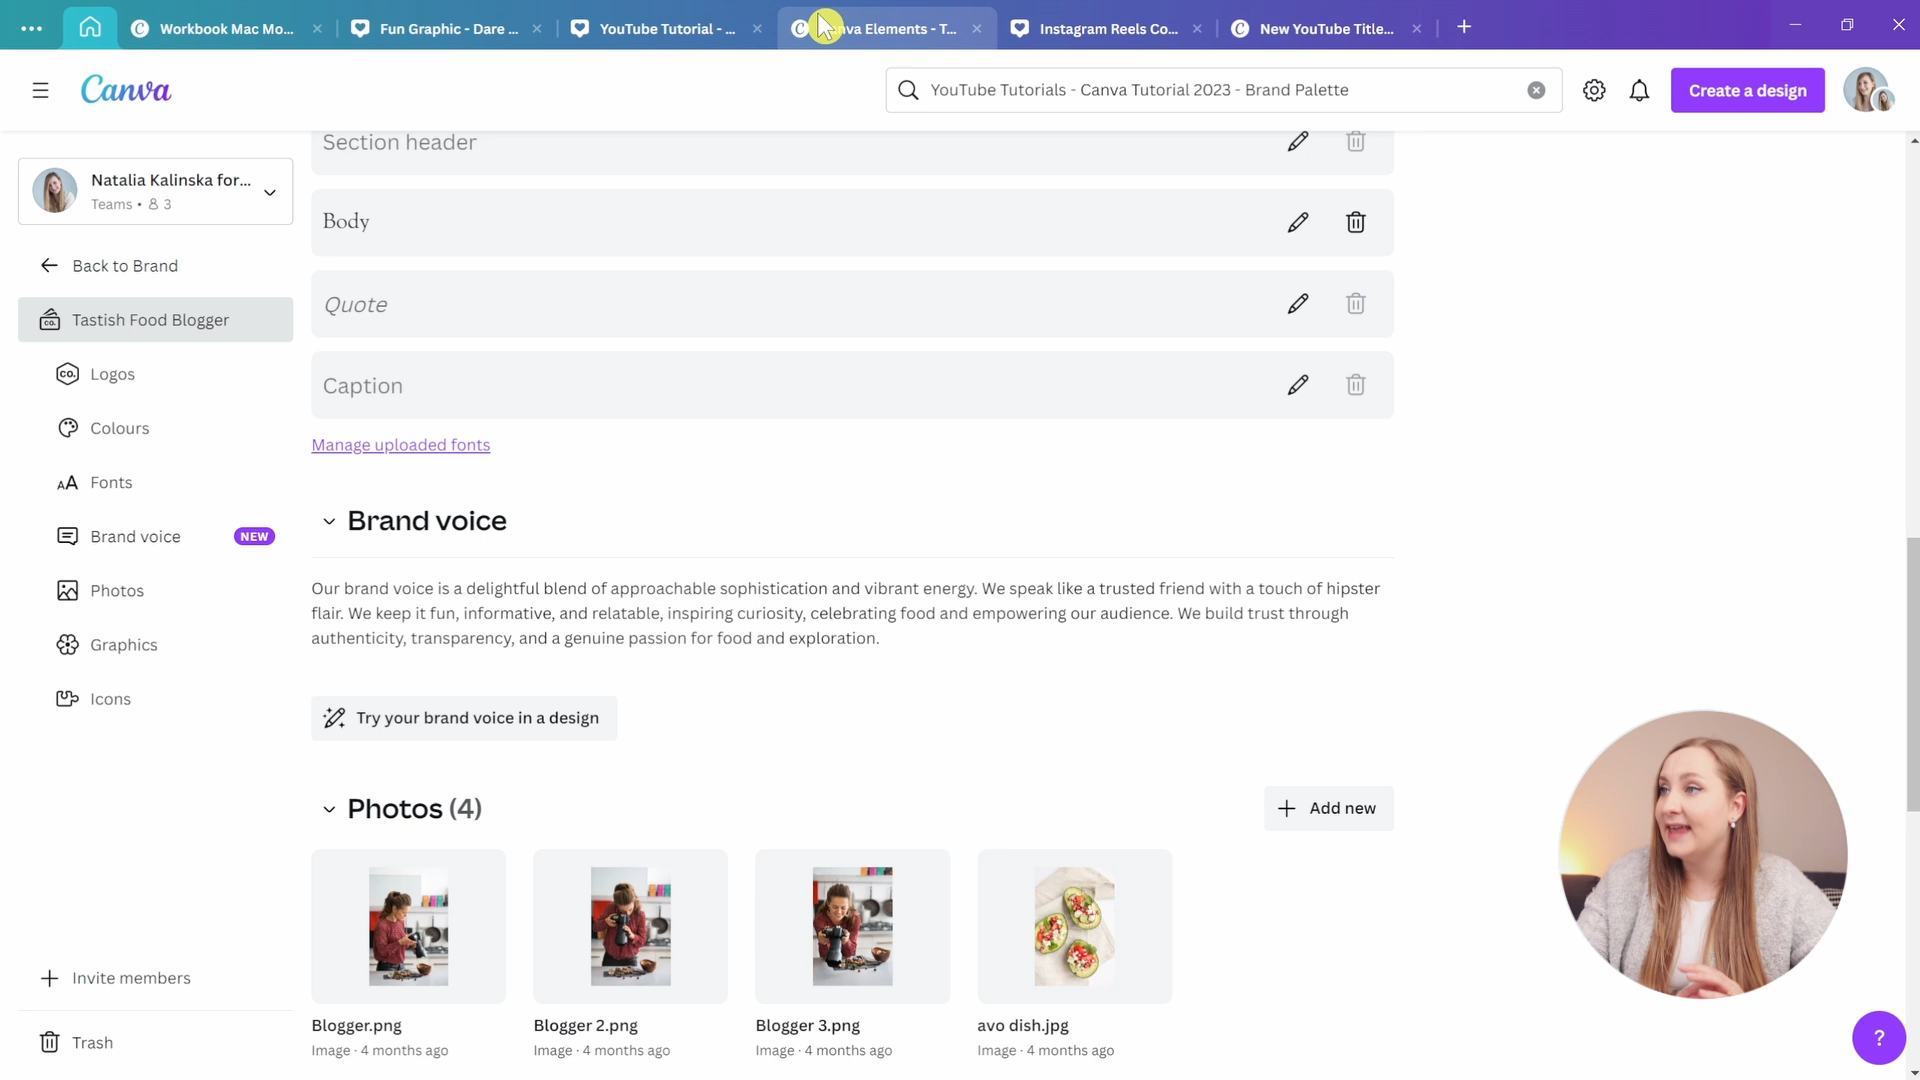 Workbook Mac Mo...
Fun Graphic - Dare ...
YouTube Tutorial - ...
Elements - T...
Instagram Reels Co...
New YouTube Title...
Canva
YouTube Tutorials - Canva Tutorial 2023 - Brand Palette
Create a design
Natalia Kalinska for...
Teams • 3
Back to Brand
CO.
Tastish Food Blogger
CO.
Logos
Colours
AA Fonts
Brand voice
NEW
Photos
Graphics
Icons
Invite members
Trash
Section header
Body
Quote
Caption
Manage uploaded fonts
Brand voice
Our brand voice is a delightful blend of approachable sophistication and vibrant energy. We speak like a trusted friend with a touch of hipster
flair. We keep it fun, informative, and relatable, inspiring curiosity, celebrating food and empowering our audience. We build trust through
authenticity, transparency, and a genuine passion for food and exploration.
Try your brand voice in a design
Photos (4)
Add new
Blogger.png
Image · 4 months ago
Blogger 2.png
Image · 4 months ago
Blogger 3.png
Image · 4 months ago
avo dish.jpg
Image · 4 months ago
?